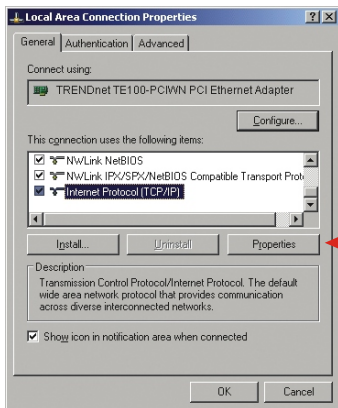 Local Area Connection Properties
General Authentication Advanced
Connect using:
TRENDnet TE100-PCIWN PCI Ethernet Adapter
Configure...
This connection uses the following items:
NWLink NetBIOS
NWLink IPX/SPX/NetBIOS Compatible Transport Proto
Internet Protocol (TCP/IP)
Install... Uninstall Properties
Description
Transmission Control Protocol/Internet Protocol. The default
wide area network protocol that provides communication
across diverse interconnected networks.
Show icon in notification area when connected
OK Cancel